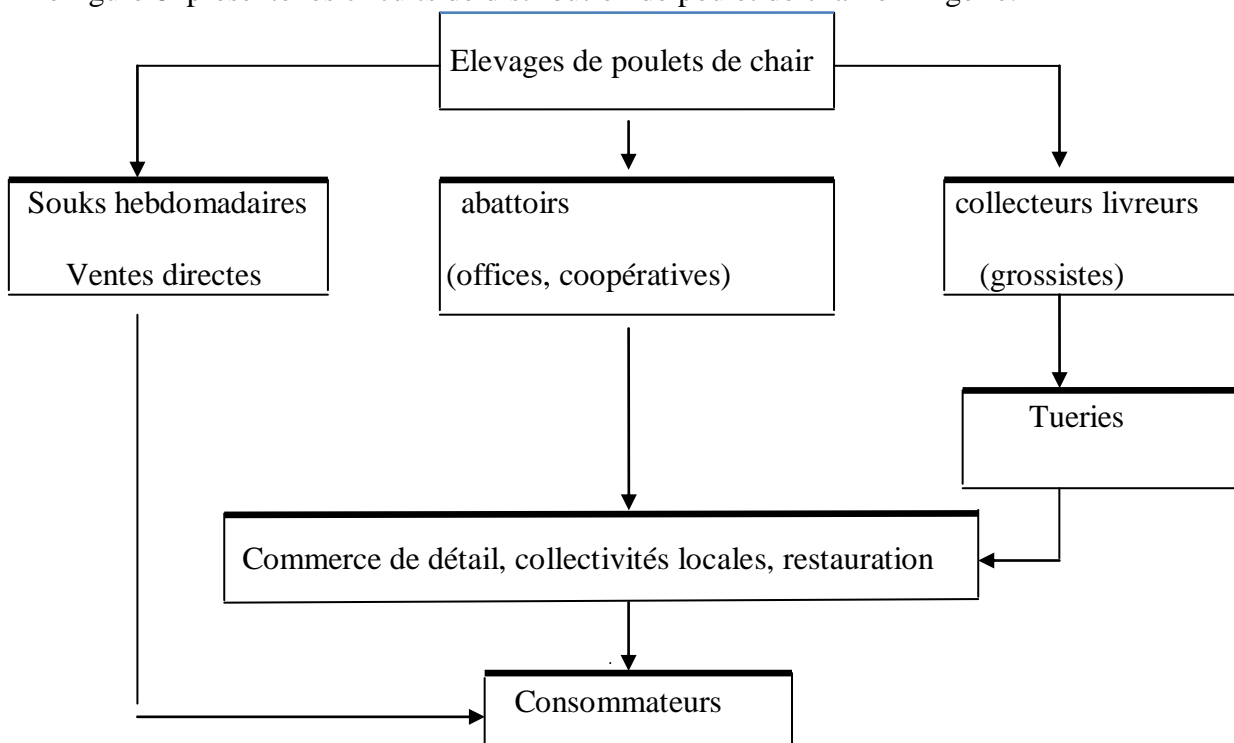 Elevages de poulets de chair
Souks hebdomadaires
Ventes directes
abattoirs
(offices, coopératives)
collecteurs livreurs
(grossistes)
Tueries
Commerce de détail, collectivités locales, restauration
Consommateurs